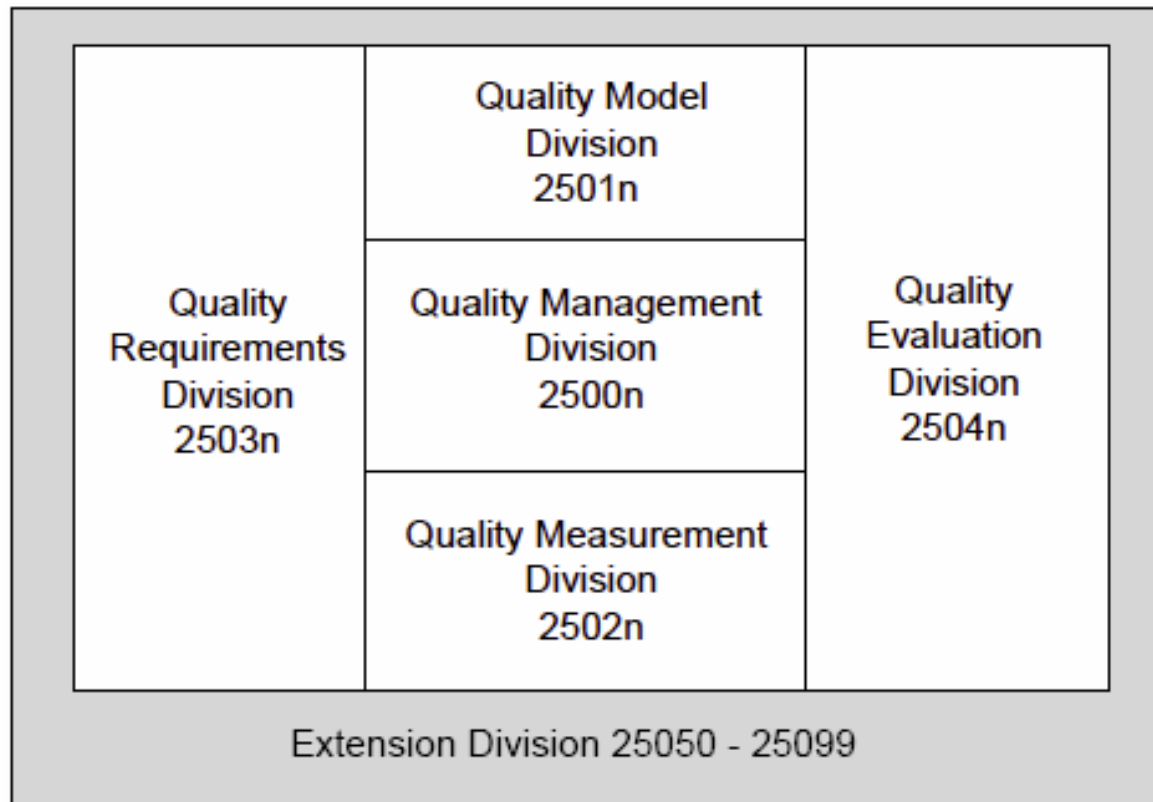 Quality Model
Division
2501n
Quality
Requirements
Division
2503n
Quality Management
Division
2500n
Quality
Evaluation
Division
2504n
Quality Measurement
Division
2502n
Extension Division 25050 - 25099